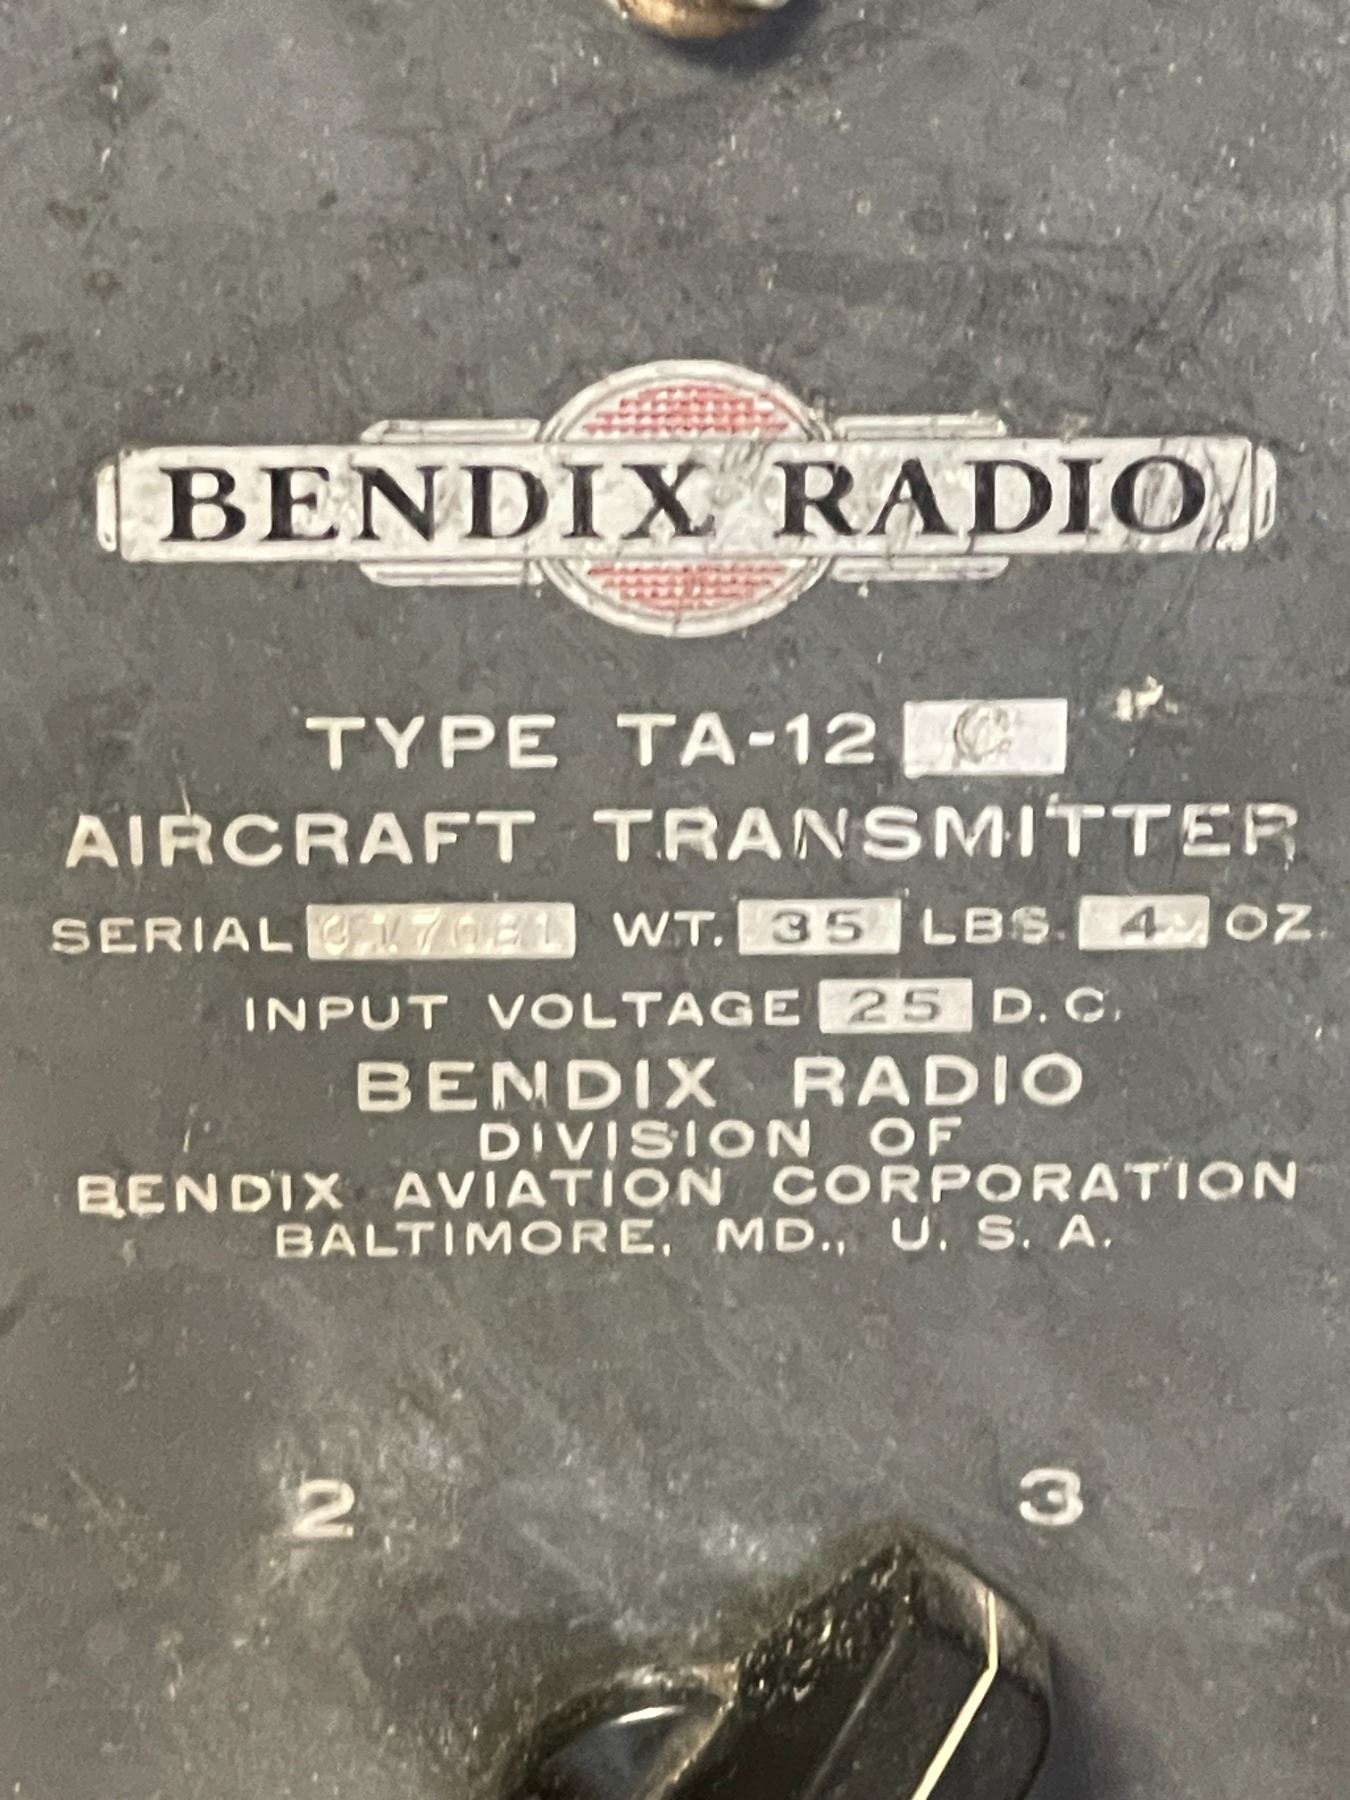 BENDIX RADIO
TYPE TA-12 C
AIRCRAFT TRANSMITTER
SERIAL WT. 35 LBS. 4 OZ.
INPUT VOLTAGE 25 D.C.
BENDIX RADIO
DIVISION OF
BENDIX AVIATION CORPORATION
BALTIMORE, MD., U. S. A.
2 3